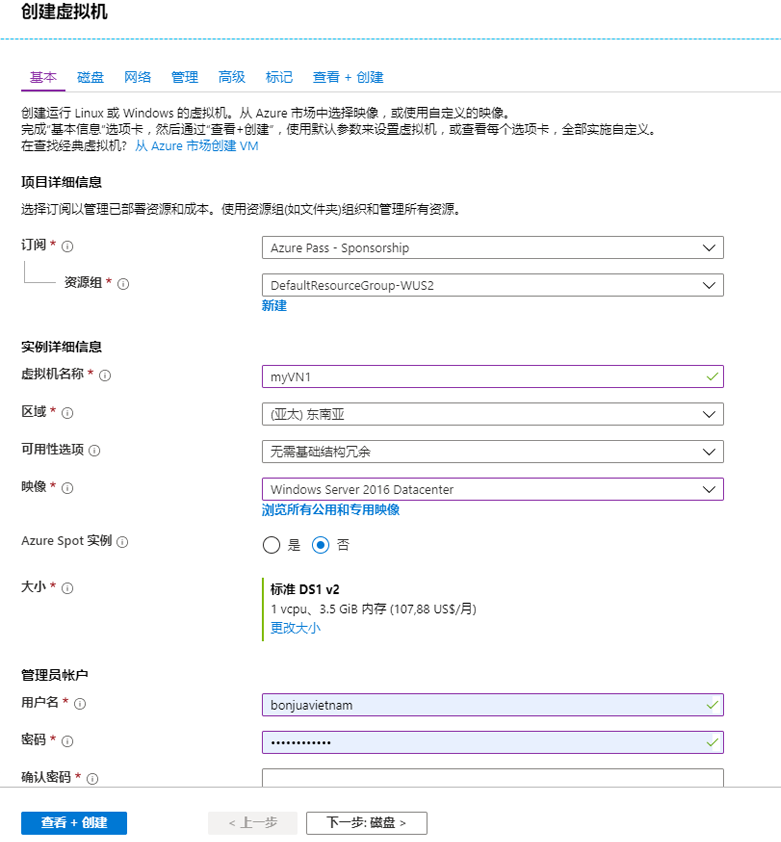 创建虚拟机
基本 磁盘 网络 管理 高级 标记 查看 + 创建
创建运行 Linux 或 Windows 的虚拟机。从 Azure 市场中选择映像，或使用自定义的映像。
完成"基本信息"选项卡，然后通过"查看+创建"，使用默认参数来设置虚拟机，或查看每个选项卡，全部实施自定义。
在查找经典虚拟机? 从 Azure 市场创建 VM
项目详细信息
选择订阅以管理已部署资源和成本。使用资源组(如文件夹)组织和管理所有资源。
订阅 * Azure Pass - Sponsorship
资源组 * DefaultResourceGroup-WUS2
新建
实例详细信息
虚拟机名称 * myVN1
区域 * (亚太) 东南亚
可用性选项 无需基础结构冗余
映像 * Windows Server 2016 Datacenter
浏览所有公用和专用映像
Azure Spot 实例 是 否
大小 * 标准 DS1 v2
1 vcpu、3.5 GiB 内存 (107,88 US$/月)
更改大小
管理员帐户
用户名 * bonjuavietnam
密码 * ••••••••••••
确认密码 *
查看 + 创建 < 上一步 下一步: 磁盘 >